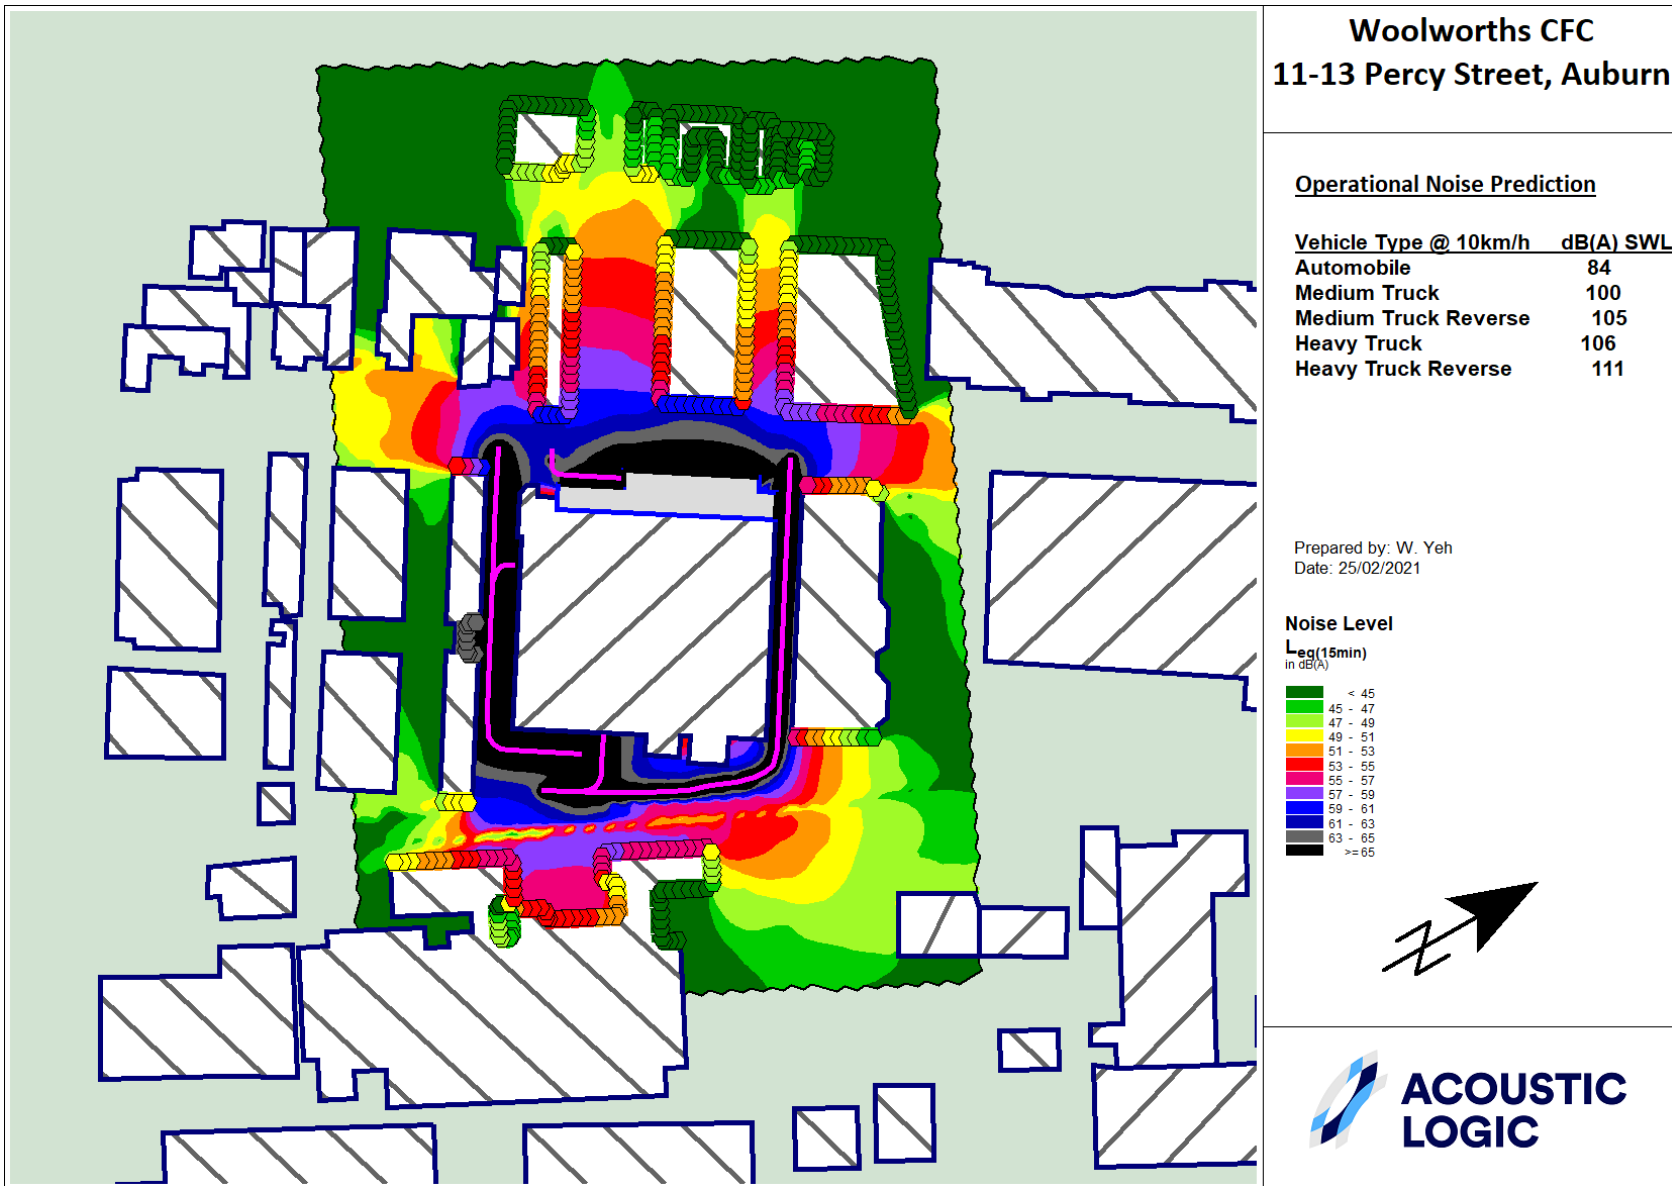 Woolworths CFC
11-13 Percy Street, Auburn
Operational Noise Prediction
Vehicle Type @ 10km/h dB(A) SWL
Automobile 84
Medium Truck 100
Medium Truck Reverse 105
Heavy Truck 106
Heavy Truck Reverse 111
Prepared by: W. Yeh
Date: 25/02/2021
Noise Level
Leq(15min)
in dB(A)
< 45
45 - 47
47 - 49
49 - 51
51 - 53
53 - 55
55 - 57
57 - 59
59 - 61
61 - 63
63 - 65
>= 65
ACOUSTIC
LOGIC